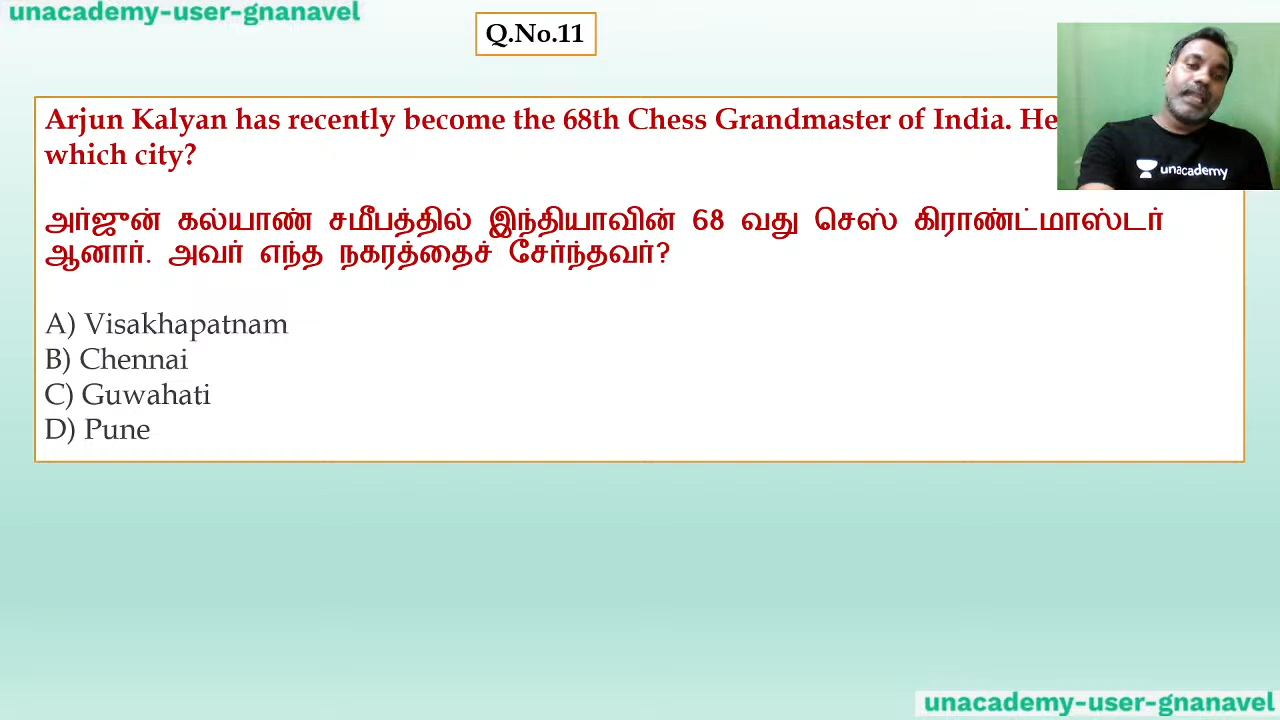 unacademy-user-gnanavel
Q.No.11
Arjun Kalyan has recently become the 68th Chess Grandmaster of India. He
which city?
அர்ஜுன் கல்யாண் சமீபத்தில் இந்தியாவின் 68 வது செஸ் கிராண்ட்மாஸ்டர்
ஆனார். அவர் எந்த நகரத்தைச் சேர்ந்தவர்?
A) Visakhapatnam
B) Chennai
C) Guwahati
D) Pune
unacademy
unacademy-user-gnanavel